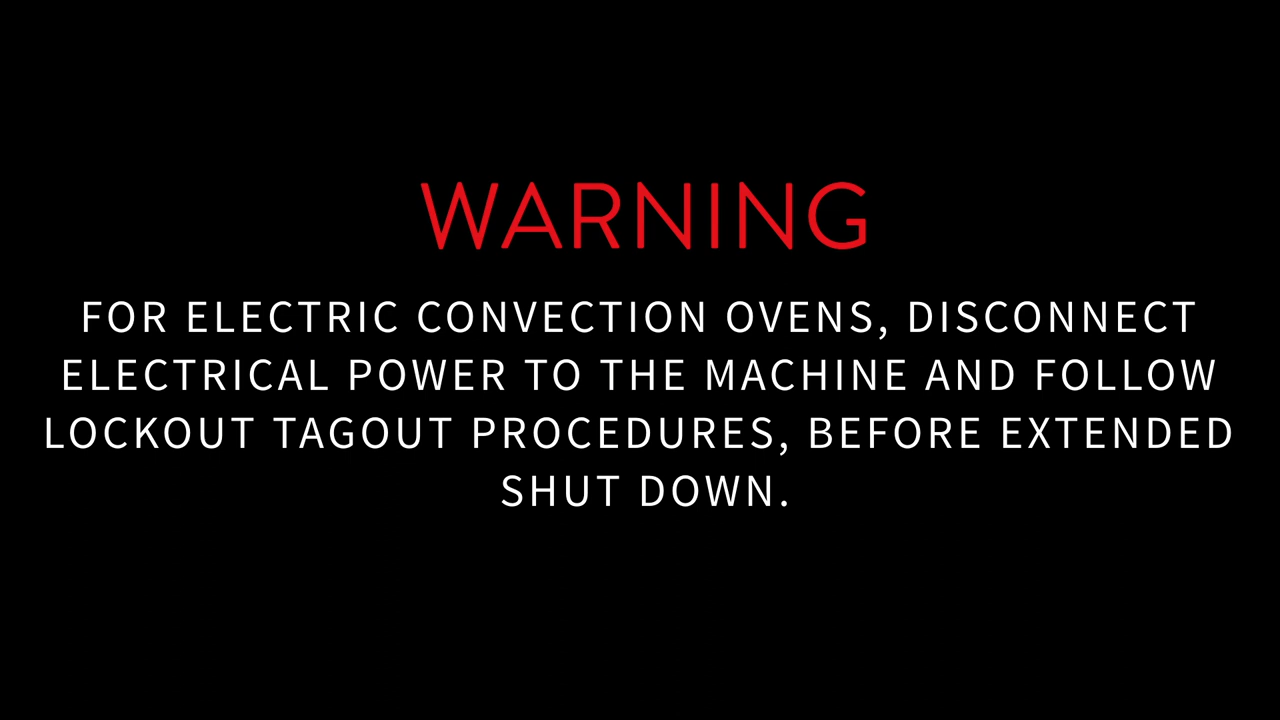 WARNING
FOR ELECTRIC CONVECTION OVENS, DISCONNECT
ELECTRICAL POWER TO THE MACHINE AND FOLLOW
LOCKOUT TAGOUT PROCEDURES, BEFORE EXTENDED
SHUT DOWN.